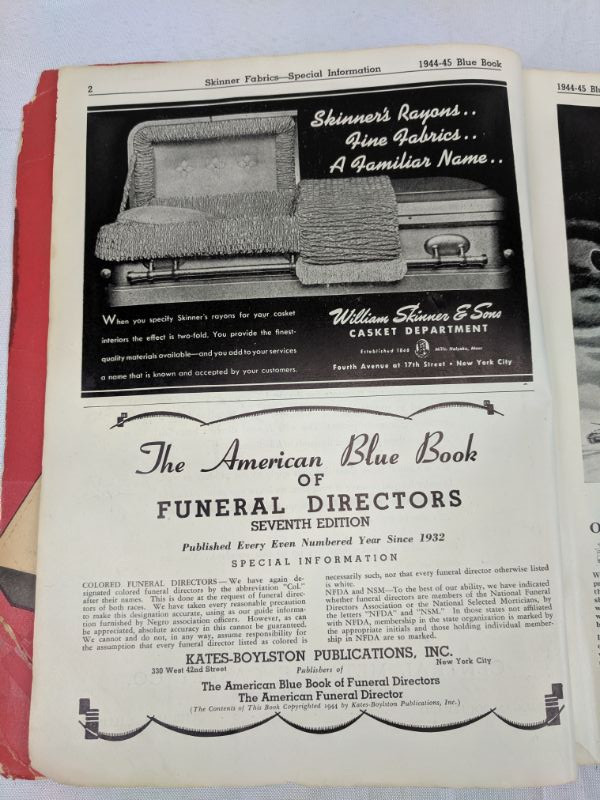 2
Skinner Fabrics—Special Information
1944-45 Blue Book
Skinner's Rayons..
Fine Fabrics..
A Familiar Name..
When you specify Skinner's rayons for your casket
interiors the effect is two-fold. You provide the finest-
quality materials available—and you add to your services
a name that is known and accepted by your customers.
William Skinner & Sons
CASKET DEPARTMENT
Established 1848 Mills: Holyoke, Mass.
Fourth Avenue at 17th Street • New York City
The American Blue Book
OF
FUNERAL DIRECTORS
SEVENTH EDITION
Published Every Even Numbered Year Since 1932
SPECIAL INFORMATION
COLORED FUNERAL DIRECTORS—We have again de-
signated colored funeral directors by the abbreviation "Col."
after their names. This is done at the request of funeral direc-
tors of both races. We have taken every reasonable precaution
to make this designation accurate, using as our guide informa-
tion furnished by Negro association officers. However, as can
be appreciated, absolute accuracy in this cannot be guaranteed.
We cannot and do not, in any way, assume responsibility for
the assumption that every funeral director listed as colored is
necessarily such, nor that every funeral director otherwise listed
is white.
NFDA and NSM—To the best of our ability, we have indicated
whether funeral directors are members of the National Funeral
Directors Association or the National Selected Morticians, by
the letters "NFDA" and "NSM." In those states not affiliated
with NFDA, membership in the state organization is marked by
the appropriate initials and those holding individual member-
ship in NFDA are so marked.
KATES-BOYLSTON PUBLICATIONS, INC.
330 West 42nd Street
Publishers of
New York City
The American Blue Book of Funeral Directors
The American Funeral Director
(The Contents of This Book Copyrighted 1944 by Kates-Boylston Publications, Inc.)
1944-45 Bl